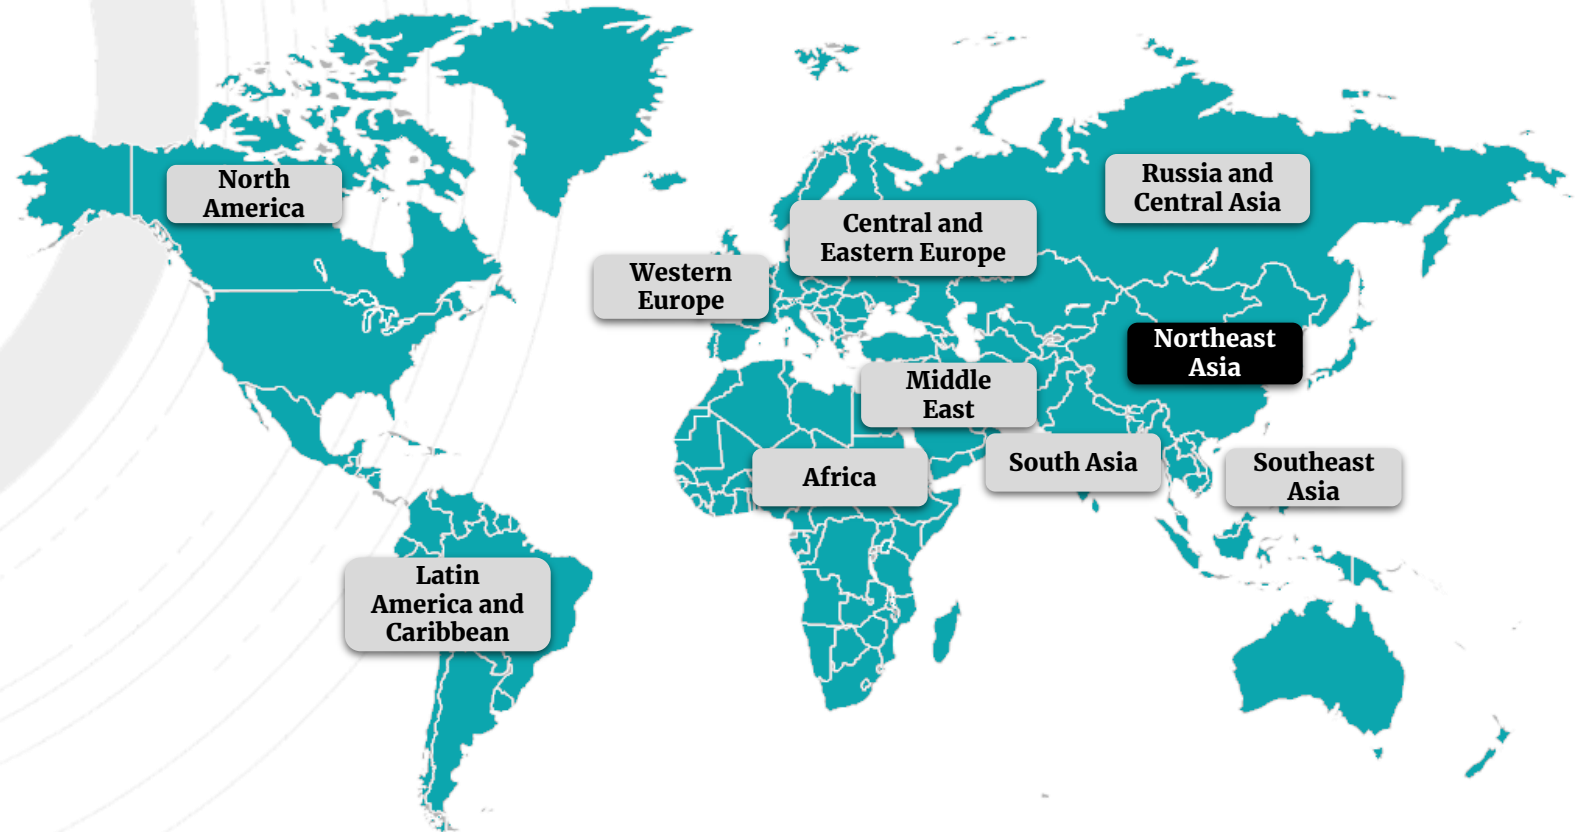 North
America
Russia and
Central Asia
Central and
Eastern Europe
Western
Europe
Northeast
Asia
Middle
East
South Asia
Africa
Southeast
Asia
Latin
America and
Caribbean